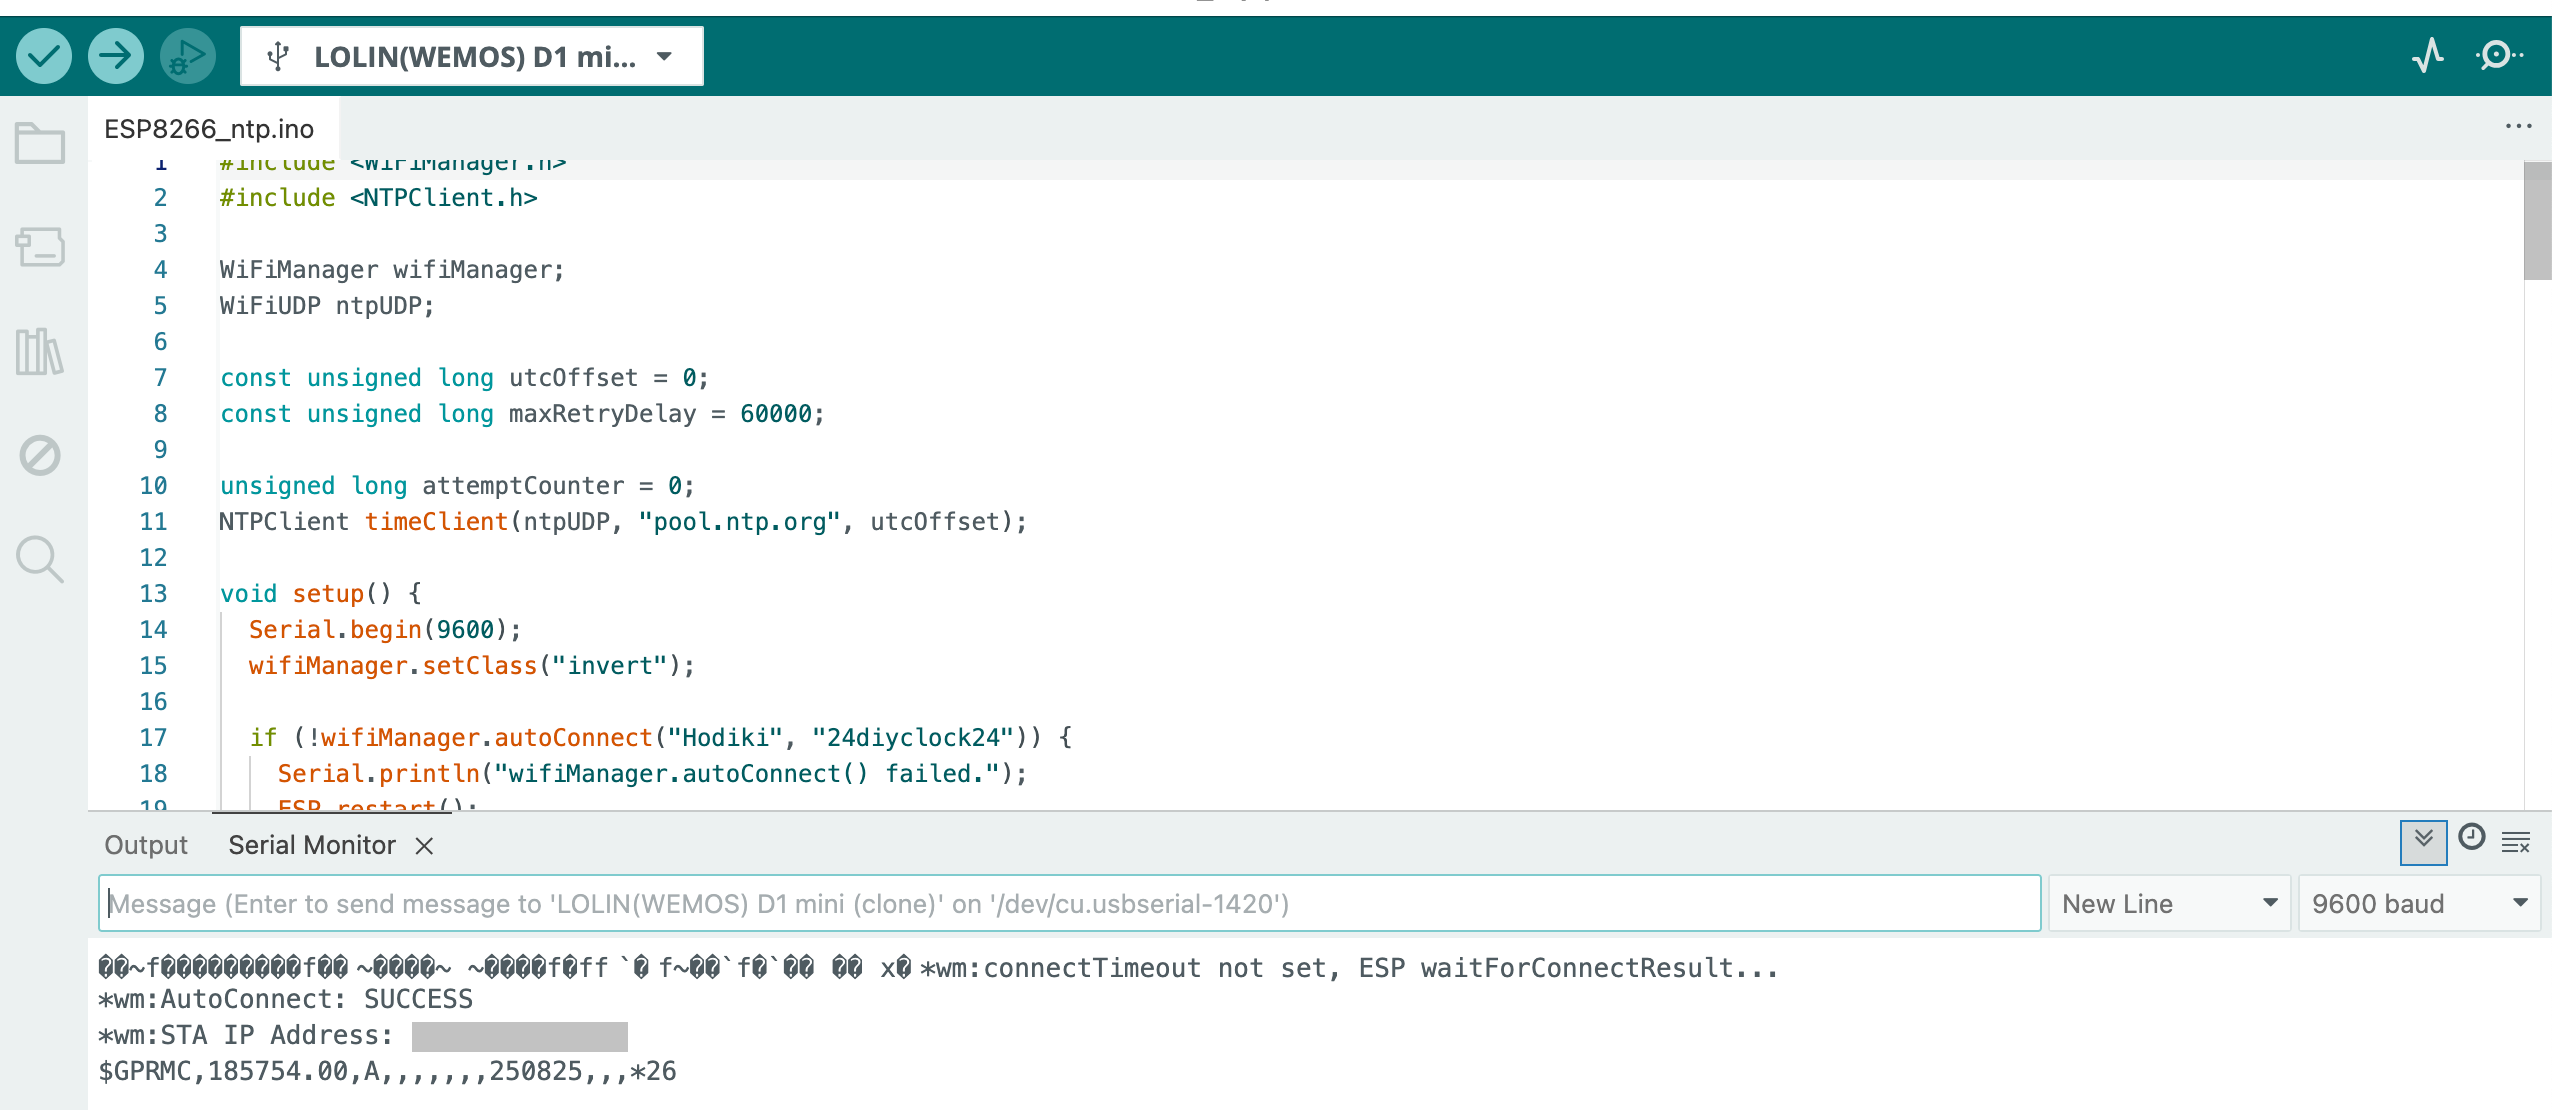 LOLIN(WEMOS) D1 mi...
ESP8266_ntp.ino
1 #include <WiFiManager.h>
2 #include <NTPClient.h>
3
4 WiFiManager wifiManager;
5 WiFiUDP ntpUDP;
6
7 const unsigned long utcOffset = 0;
8 const unsigned long maxRetryDelay = 60000;
9
10 unsigned long attemptCounter = 0;
11 NTPClient timeClient(ntpUDP, "pool.ntp.org", utcOffset);
12
13 void setup() {
14 Serial.begin(9600);
15 wifiManager.setClass("invert");
16
17 if (!wifiManager.autoConnect("Hodiki", "24diyclock24")) {
18 Serial.println("wifiManager.autoConnect() failed.");
19 ESP.restart();
Output Serial Monitor
Message (Enter to send message to 'LOLIN(WEMOS) D1 mini (clone)' on '/dev/cu.usbserial-1420') New Line 9600 baud
��~f���������f�� ~����~ ~����f�ff `� f~��`f�`�� �� x� *wm:connectTimeout not set, ESP waitForConnectResult...
*wm:AutoConnect: SUCCESS
*wm:STA IP Address:
$GPRMC,185754.00,A,,,,,,,250825,,,*26